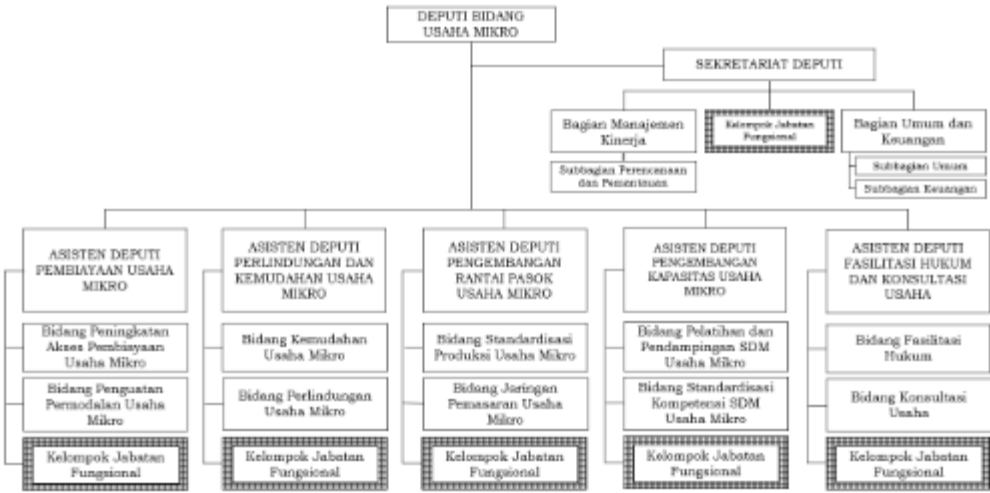 DEPUTI BIDANG
USAHA MIKRO
SEKRETARIAT DEPUTI
Bagian Manajemen
Kinerja
Kelompok Jabatan
Fungsional
Bagian Umum dan
Keuangan
Subbagian Perencanaan
dan Pemantauan
Subbagian Umum
Subbagian Keuangan
ASISTEN DEPUTI
PEMBIAYAAN USAHA
MIKRO
Bidang Peningkatan
Akses Pembiayaan
Usaha Mikro
Bidang Penguatan
Permodalan Usaha
Mikro
Kelompok Jabatan
Fungsional
ASISTEN DEPUTI
PERLINDUNGAN DAN
KEMUDAHAN USAHA
MIKRO
Bidang Kemudahan
Usaha Mikro
Bidang Perlindungan
Usaha Mikro
Kelompok Jabatan
Fungsional
ASISTEN DEPUTI
PENGEMBANGAN
RANTAI PASOK
USAHA MIKRO
Bidang Standardisasi
Produksi Usaha Mikro
Bidang Jaringan
Pemasaran Usaha
Mikro
Kelompok Jabatan
Fungsional
ASISTEN DEPUTI
PENGEMBANGAN
KAPASITAS USAHA
MIKRO
Bidang Pelatihan dan
Pendampingan SDM
Usaha Mikro
Bidang Standardisasi
Kompetensi SDM
Usaha Mikro
Kelompok Jabatan
Fungsional
ASISTEN DEPUTI
FASILITASI HUKUM
DAN KONSULTASI
USAHA
Bidang Fasilitasi
Hukum
Bidang Konsultasi
Usaha
Kelompok Jabatan
Fungsional